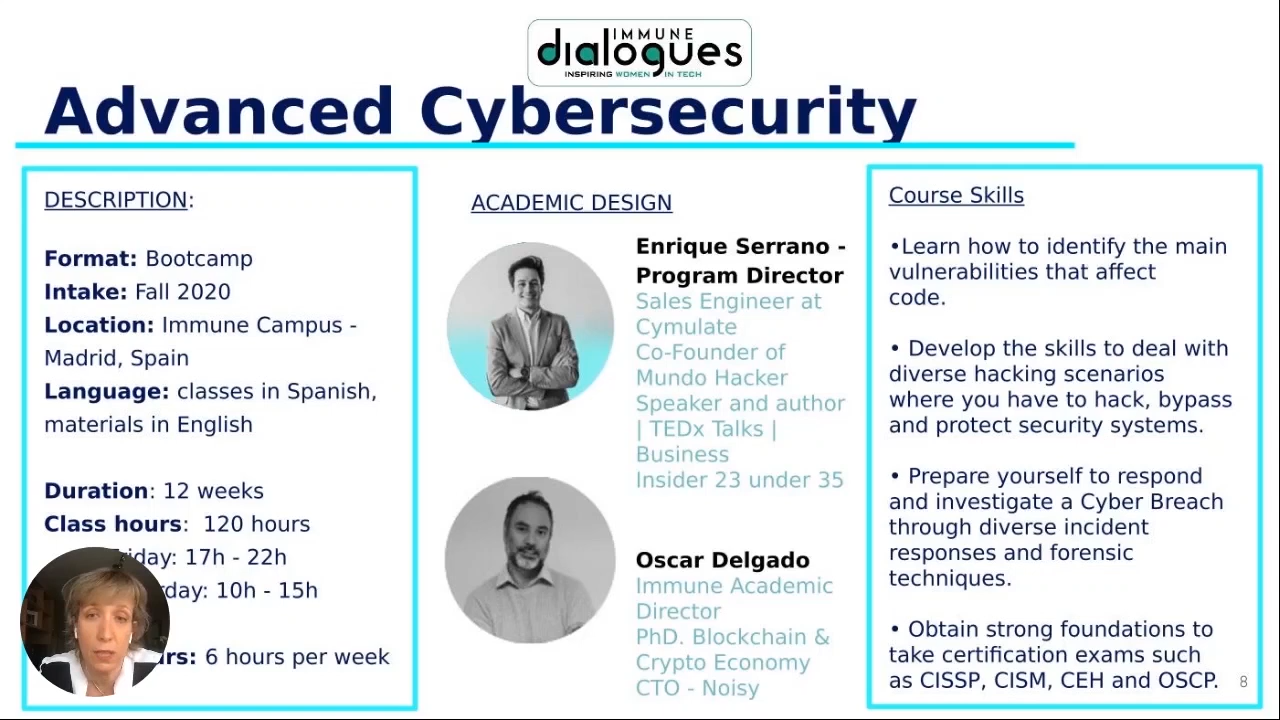 IMMUNE
dialogues
INSPIRING WOMEN IN TECH
Advanced Cybersecurity
DESCRIPTION:
Format: Bootcamp
Intake: Fall 2020
Location: Immune Campus -
Madrid, Spain
Language: classes in Spanish,
materials in English
Duration: 12 weeks
Class hours: 120 hours
17h - 22h
10h - 15h
6 hours per week
ACADEMIC DESIGN
Enrique Serrano -
Program Director
Sales Engineer at
Cymulate
Co-Founder of
Mundo Hacker
Speaker and author
| TEDx Talks |
Business
Insider 23 under 35
Oscar Delgado
Immune Academic
Director
PhD. Blockchain &
Crypto Economy
CTO - Noisy
Course Skills
•Learn how to identify the main
vulnerabilities that affect
code.
• Develop the skills to deal with
diverse hacking scenarios
where you have to hack, bypass
and protect security systems.
• Prepare yourself to respond
and investigate a Cyber Breach
through diverse incident
responses and forensic
techniques.
• Obtain strong foundations to
take certification exams such
as CISSP, CISM, CEH and OSCP.
8